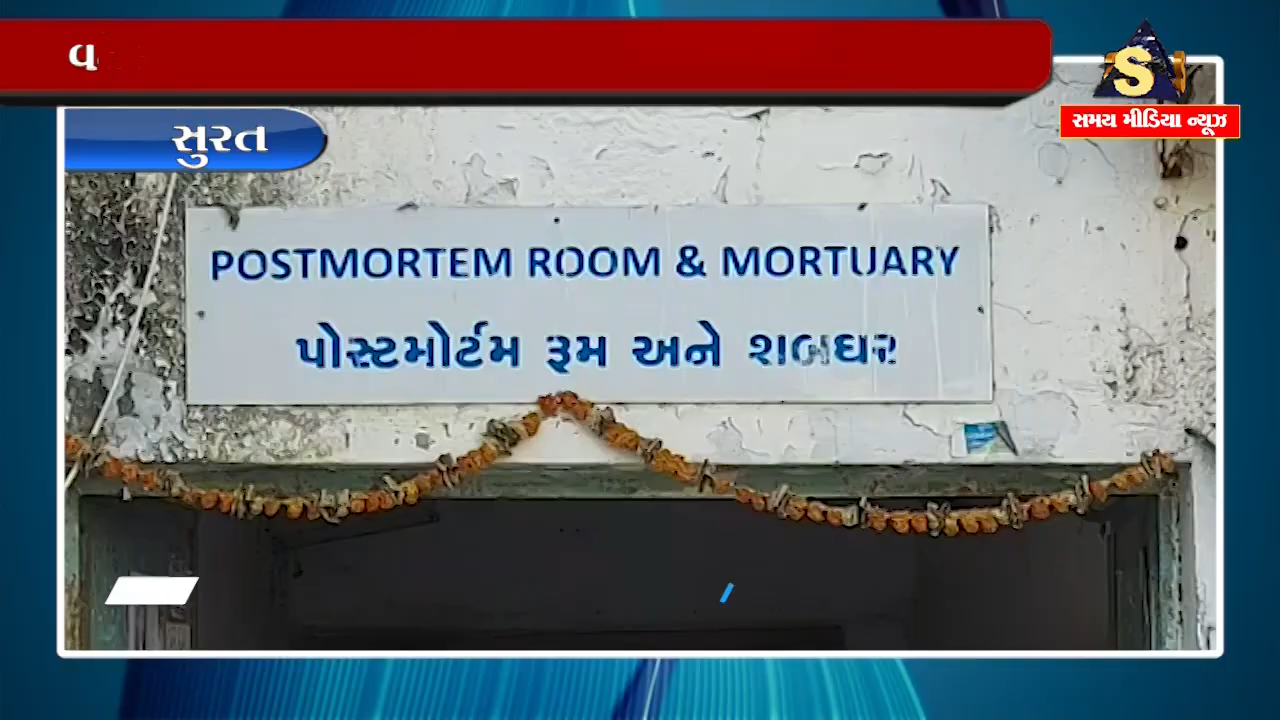 વ
સુરત
S
સમય મીડિયા ન્યૂઝ
POSTMORTEM ROOM & MORTUARY
પોસ્ટમોર્ટમ રૂમ અને શબઘર